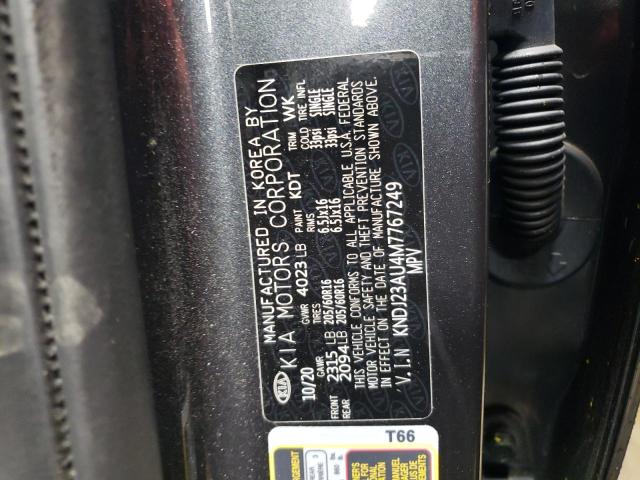 KIA
MANUFACTURED IN KOREA BY
KIA MOTORS CORPORATION
10/20 GVWR 4023 LB PAINT KDT TRIM WK
GAWR TIRES RIMS COLD TIRE INFL
FRONT 2315 LB 205/60R16 6.5Jx16 33psi SINGLE
REAR 2094 LB 205/60R16 6.5Jx16 33psi SINGLE
THIS VEHICLE CONFORMS TO ALL APPLICABLE U.S.A. FEDERAL
MOTOR VEHICLE SAFETY AND THEFT PREVENTION STANDARDS
IN EFFECT ON THE DATE OF MANUFACTURE SHOWN ABOVE.
V.I.N KNDJ23AU4M7767249
MPV
T66